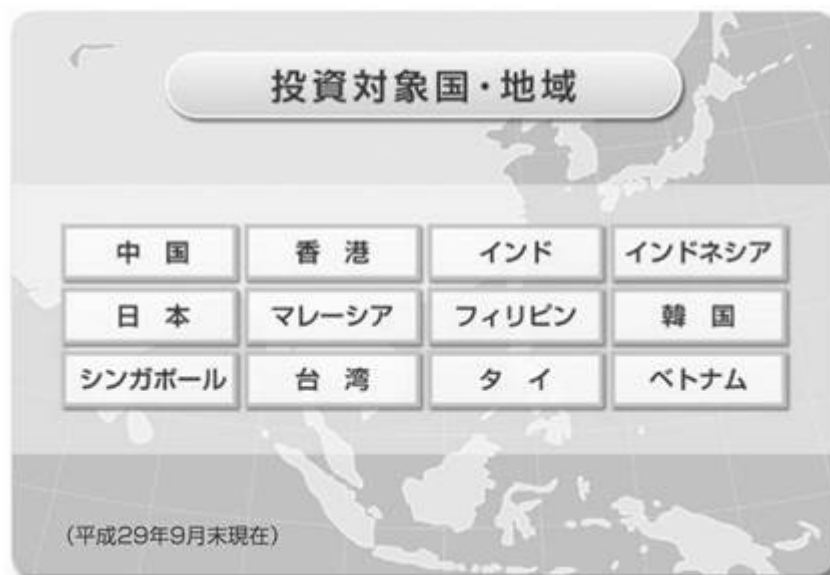 投資対象国・地域
中　国　香　港　インド　インドネシア
日　本　マレーシア　フィリピン　韓　国
シンガポール　台　湾　タ　イ　ベトナム
(平成29年9月末現在)